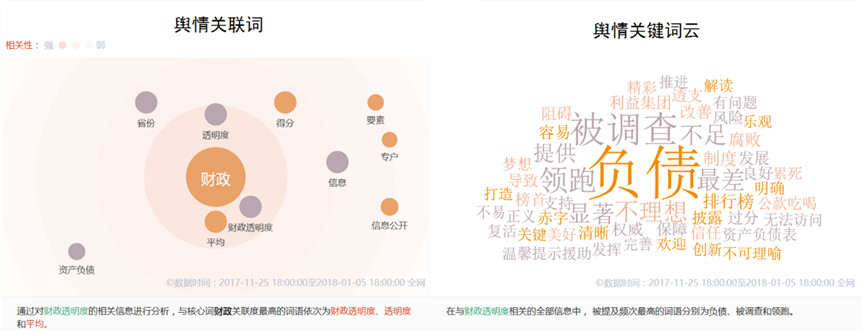 舆情关联词
相关性： 强 弱
省份
透明度
得分
要素
专户
财政
信息
财政透明度
平均
信息公开
资产负债
©数据时间：2017-11-25 18:00:00至2018-01-05 18:00:00 全网
通过对财政透明度的相关信息进行分析，与核心词财政关联度最高的词语依次为财政透明度、透明度
和平均。
舆情关键词云
精彩 推进 解读
利益集团 透支 有问题
阻碍 改善 风险 乐观
容易 被调查 不足 腐败
提供 制度 发展
梦想 负债 良好 累死
导致 领跑 最差 明确
打造 榜首 支持 排行榜 公款吃喝
不易 正义 赤字 显著 不理想 披露 过分 无法访问
复活 关键 美好 清晰 权威 保障 信任 资产负债表
温馨提示 援助 发挥 完善 欢迎 创新 不可理喻
©数据时间：2017-11-25 18:00:00至2018-01-05 18:00:00 全网
在与财政透明度相关的全部信息中，被提及频次最高的词语分别为负债、被调查和领跑。